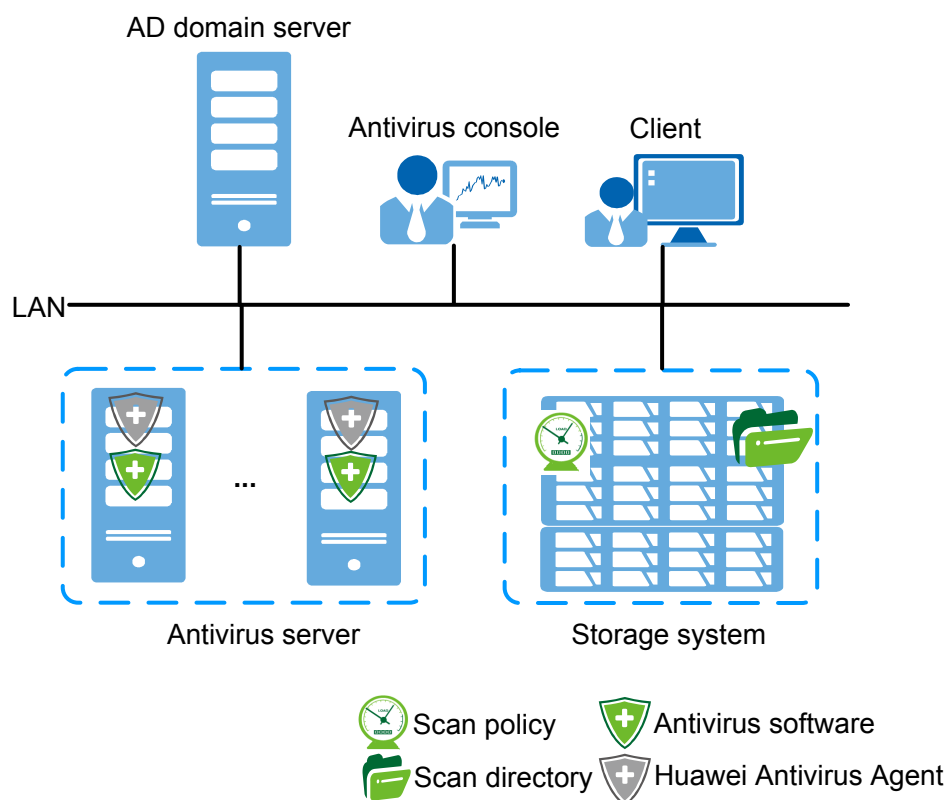 AD domain server
Antivirus console
Client
LAN
...
Antivirus server
Storage system
Scan policy
Antivirus software
Scan directory
Huawei Antivirus Agent